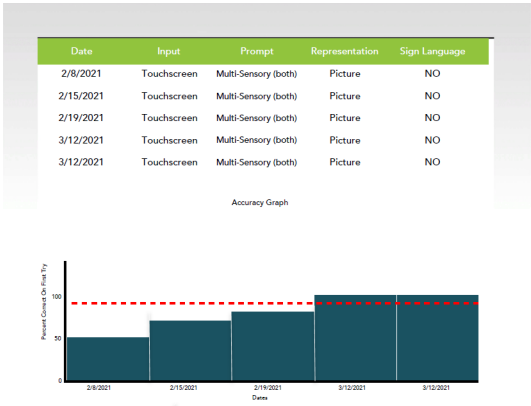 Date Input Prompt Representation Sign Language
2/8/2021 Touchscreen Multi-Sensory (both) Picture NO
2/15/2021 Touchscreen Multi-Sensory (both) Picture NO
2/19/2021 Touchscreen Multi-Sensory (both) Picture NO
3/12/2021 Touchscreen Multi-Sensory (both) Picture NO
3/12/2021 Touchscreen Multi-Sensory (both) Picture NO
Accuracy Graph
Percent Correct On First Try
100
50
0
2/8/2021 2/15/2021 2/19/2021 3/12/2021 3/12/2021
Dates